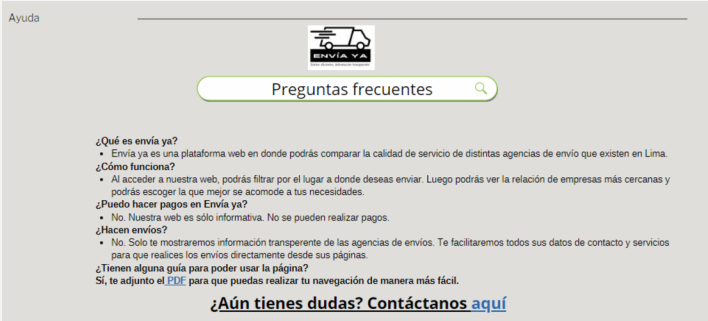 Ayuda
ENVÍA YA
Preguntas frecuentes
¿Qué es envía ya?
▪ Envía ya es una plataforma web en donde podrás comparar la calidad de servicio de distintas agencias de envío que existen en Lima.
¿Cómo funciona?
▪ Al acceder a nuestra web, podrás filtrar por el lugar a donde deseas enviar. Luego podrás ver la relación de empresas más cercanas y
podrás escoger la que mejor se acomode a tus necesidades.
¿Puedo hacer pagos en Envía ya?
▪ No. Nuestra web es sólo informativa. No se pueden realizar pagos.
¿Hacen envíos?
▪ No. Solo te mostraremos información transperente de las agencias de envíos. Te facilitaremos todos sus datos de contacto y servicios
para que realices los envíos directamente desde sus páginas.
¿Tienen alguna guía para poder usar la página?
Sí, te adjunto el PDF para que puedas realizar tu navegación de manera más fácil.
¿Aún tienes dudas? Contáctanos aquí